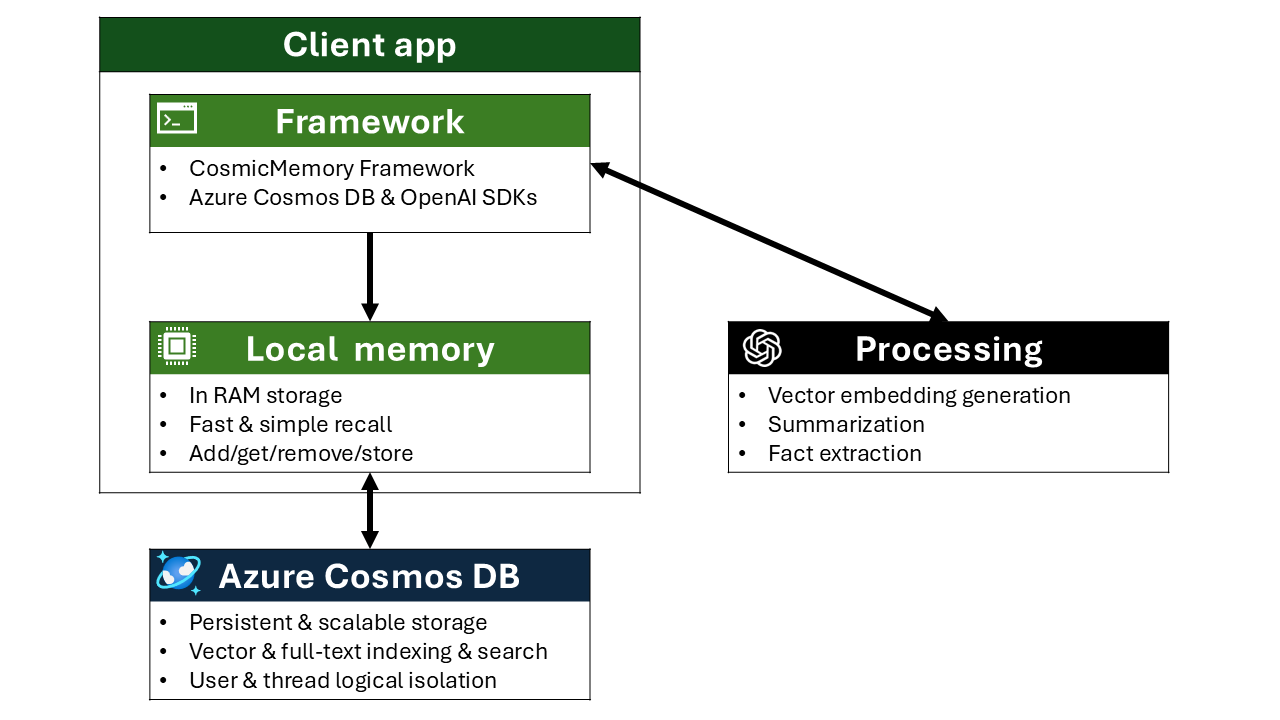 Client app
Framework
• CosmicMemory Framework
• Azure Cosmos DB & OpenAI SDKs
Local memory
• In RAM storage
• Fast & simple recall
• Add/get/remove/store
Processing
• Vector embedding generation
• Summarization
• Fact extraction
Azure Cosmos DB
• Persistent & scalable storage
• Vector & full-text indexing & search
• User & thread logical isolation